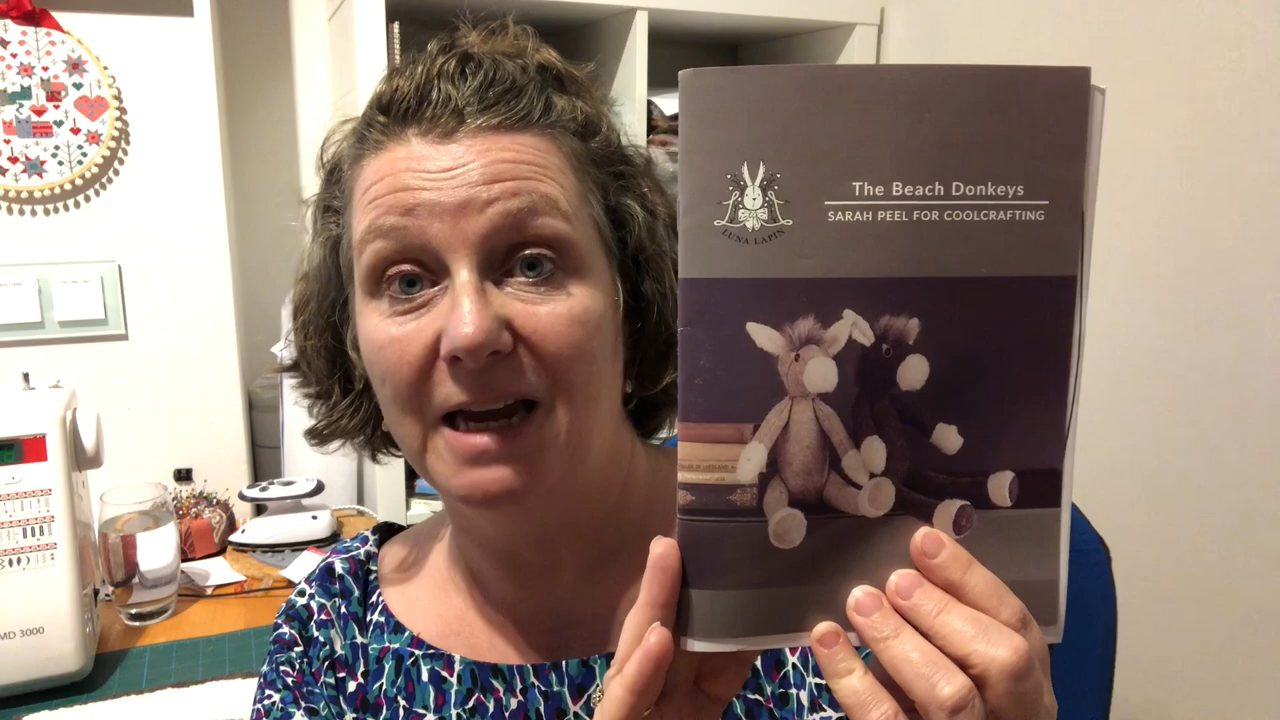 The Beach Donkeys
SARAH PEEL FOR COOLCRAFTING
LUNA LAPIN
MD 3000